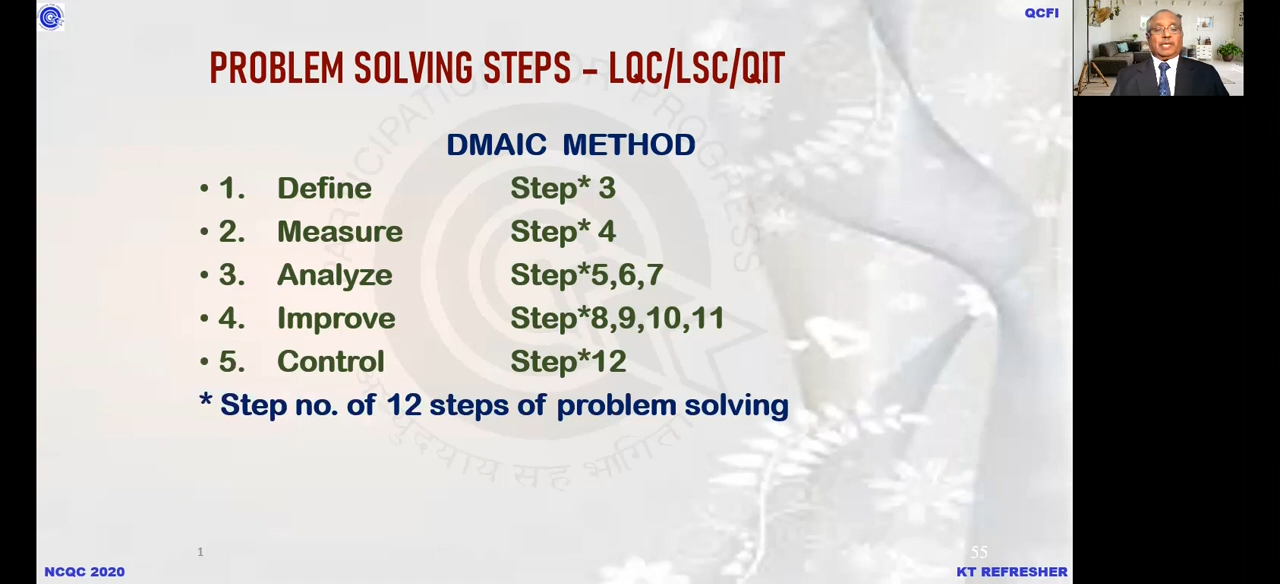 QCFI
PROBLEM SOLVING STEPS – LQC/LSC/QIT
DMAIC METHOD
• 1. Define Step* 3
• 2. Measure Step* 4
• 3. Analyze Step*5,6,7
• 4. Improve Step*8,9,10,11
• 5. Control Step*12
* Step no. of 12 steps of problem solving
1
55
NCQC 2020
KT REFRESHER